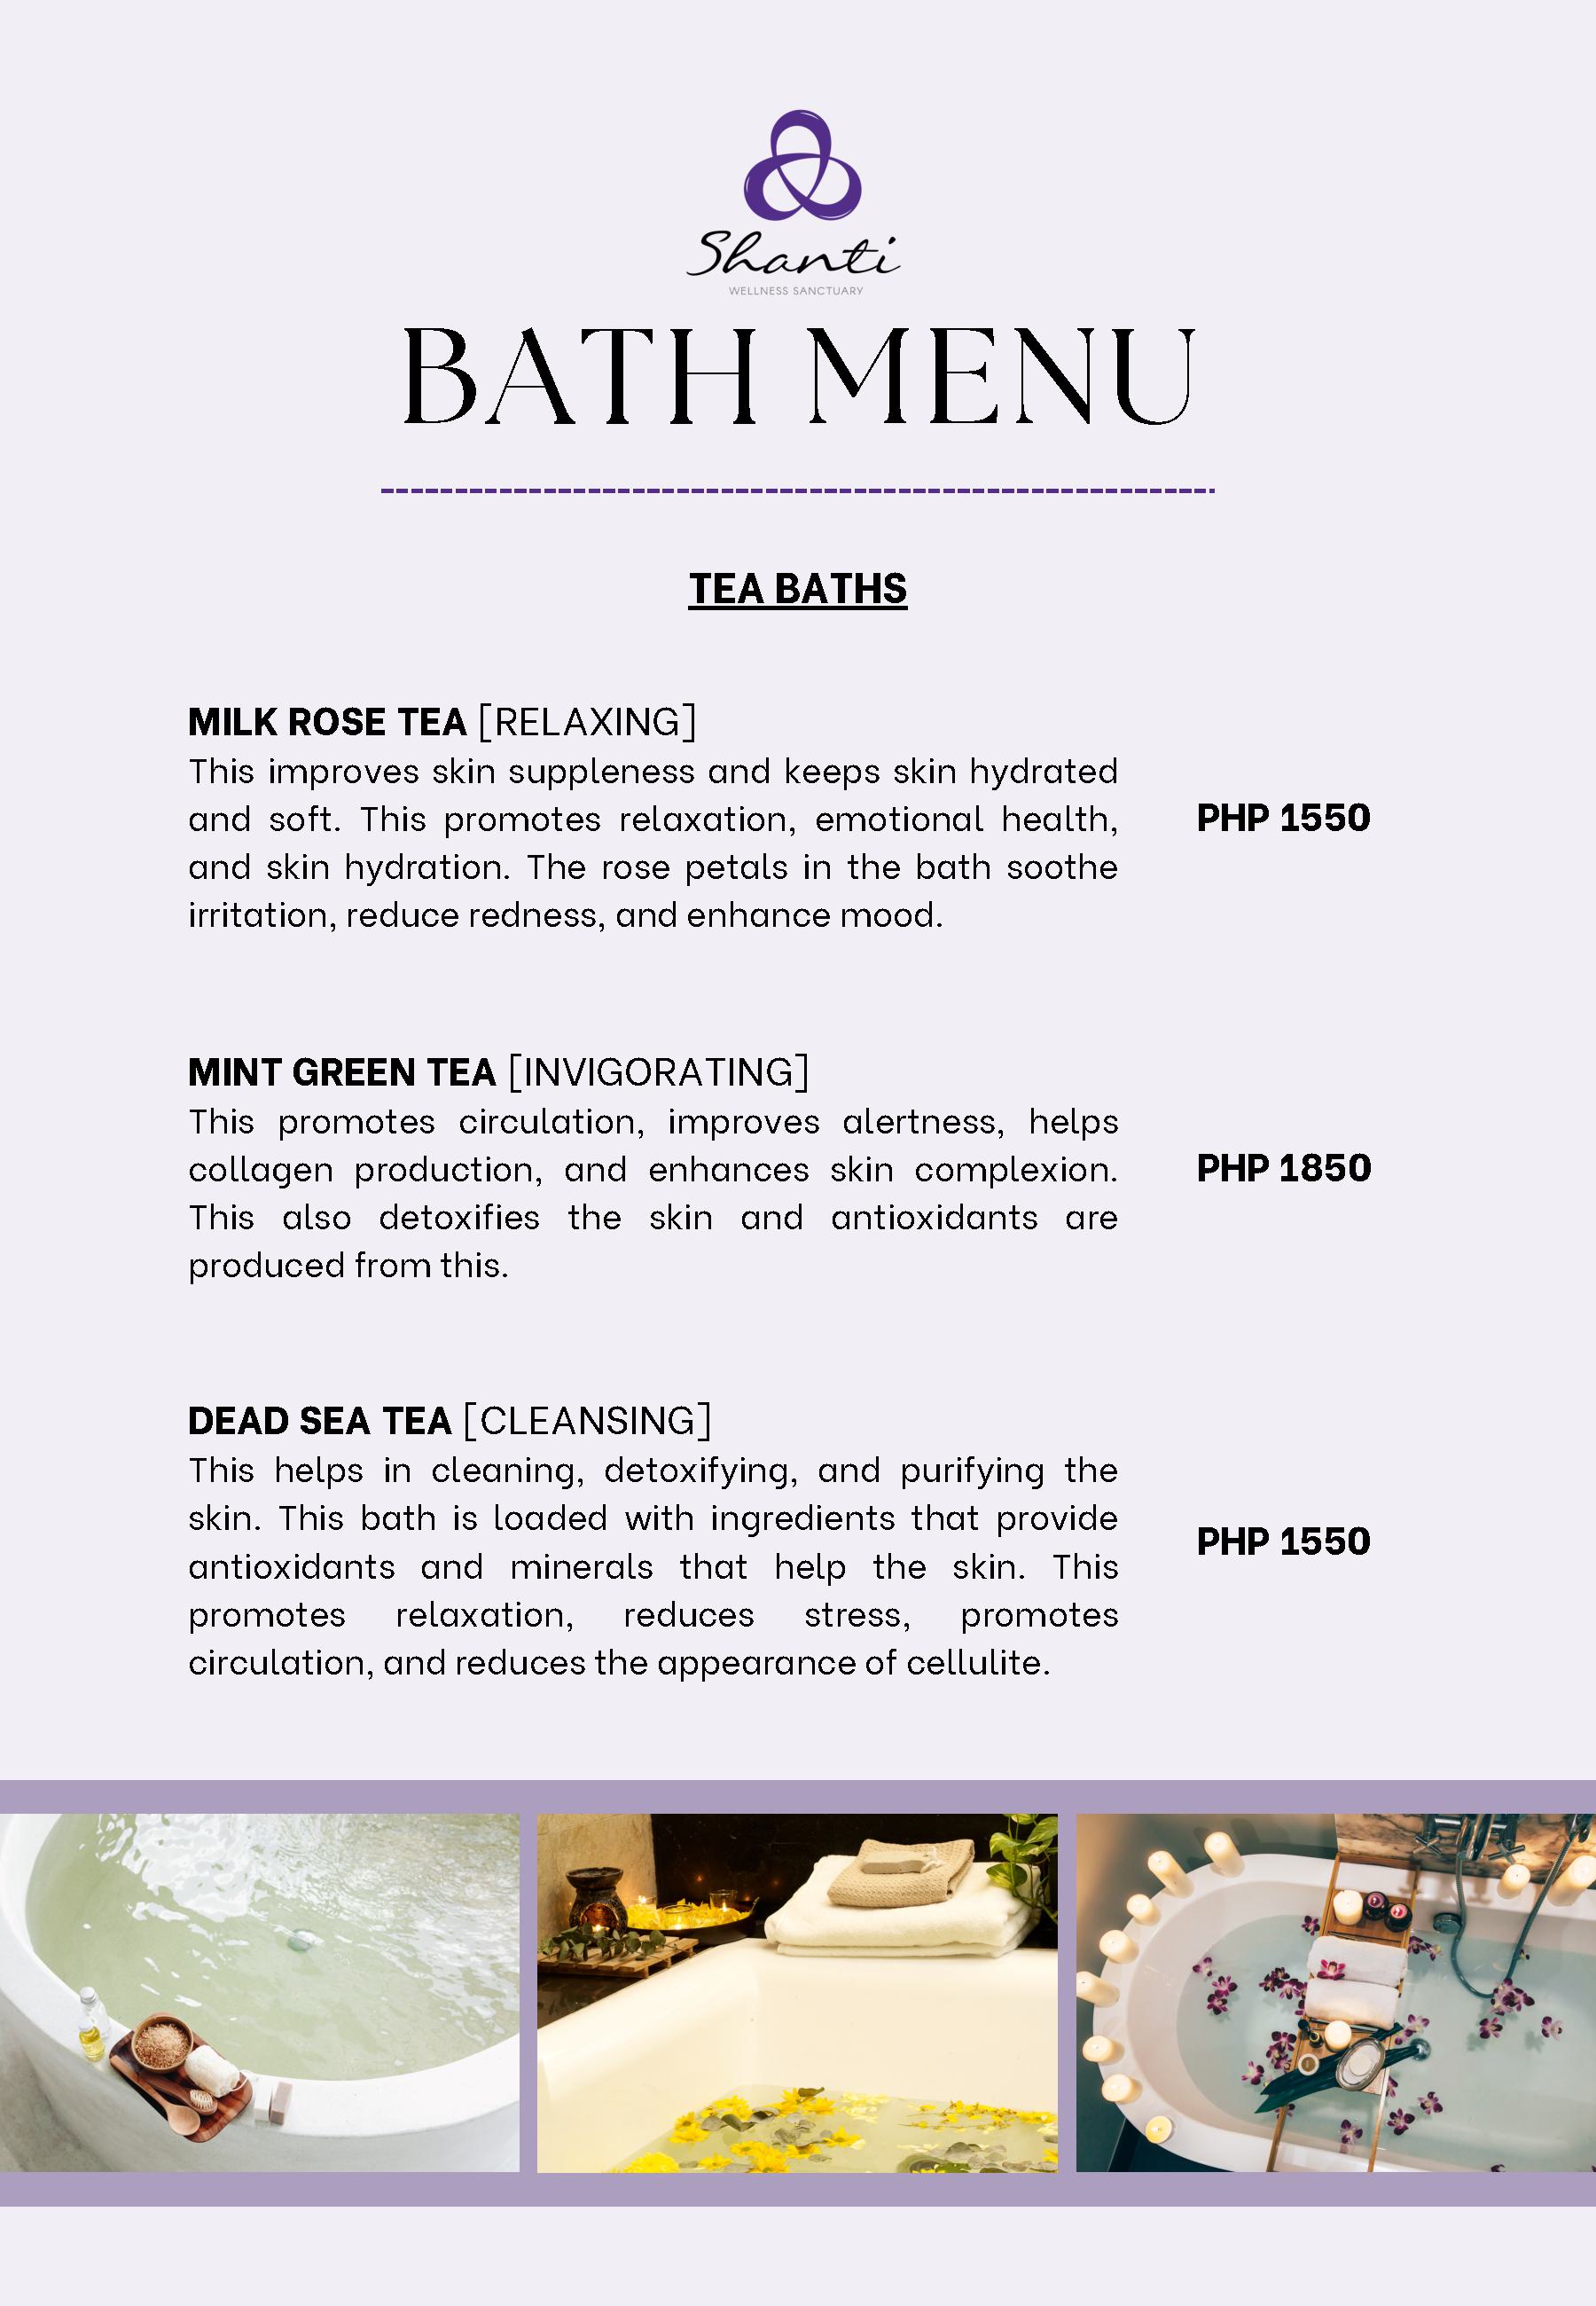 Shanti
WELLNESS SANCTUARY
BATH MENU
TEA BATHS
MILK ROSE TEA [RELAXING]
This improves skin suppleness and keeps skin hydrated
and soft. This promotes relaxation, emotional health,
and skin hydration. The rose petals in the bath soothe
irritation, reduce redness, and enhance mood.
PHP 1550
MINT GREEN TEA [INVIGORATING]
This promotes circulation, improves alertness, helps
collagen production, and enhances skin complexion.
This also detoxifies the skin and antioxidants are
produced from this.
PHP 1850
DEAD SEA TEA [CLEANSING]
This helps in cleaning, detoxifying, and purifying the
skin. This bath is loaded with ingredients that provide
antioxidants and minerals that help the skin. This
promotes relaxation, reduces stress, promotes
circulation, and reduces the appearance of cellulite.
PHP 1550